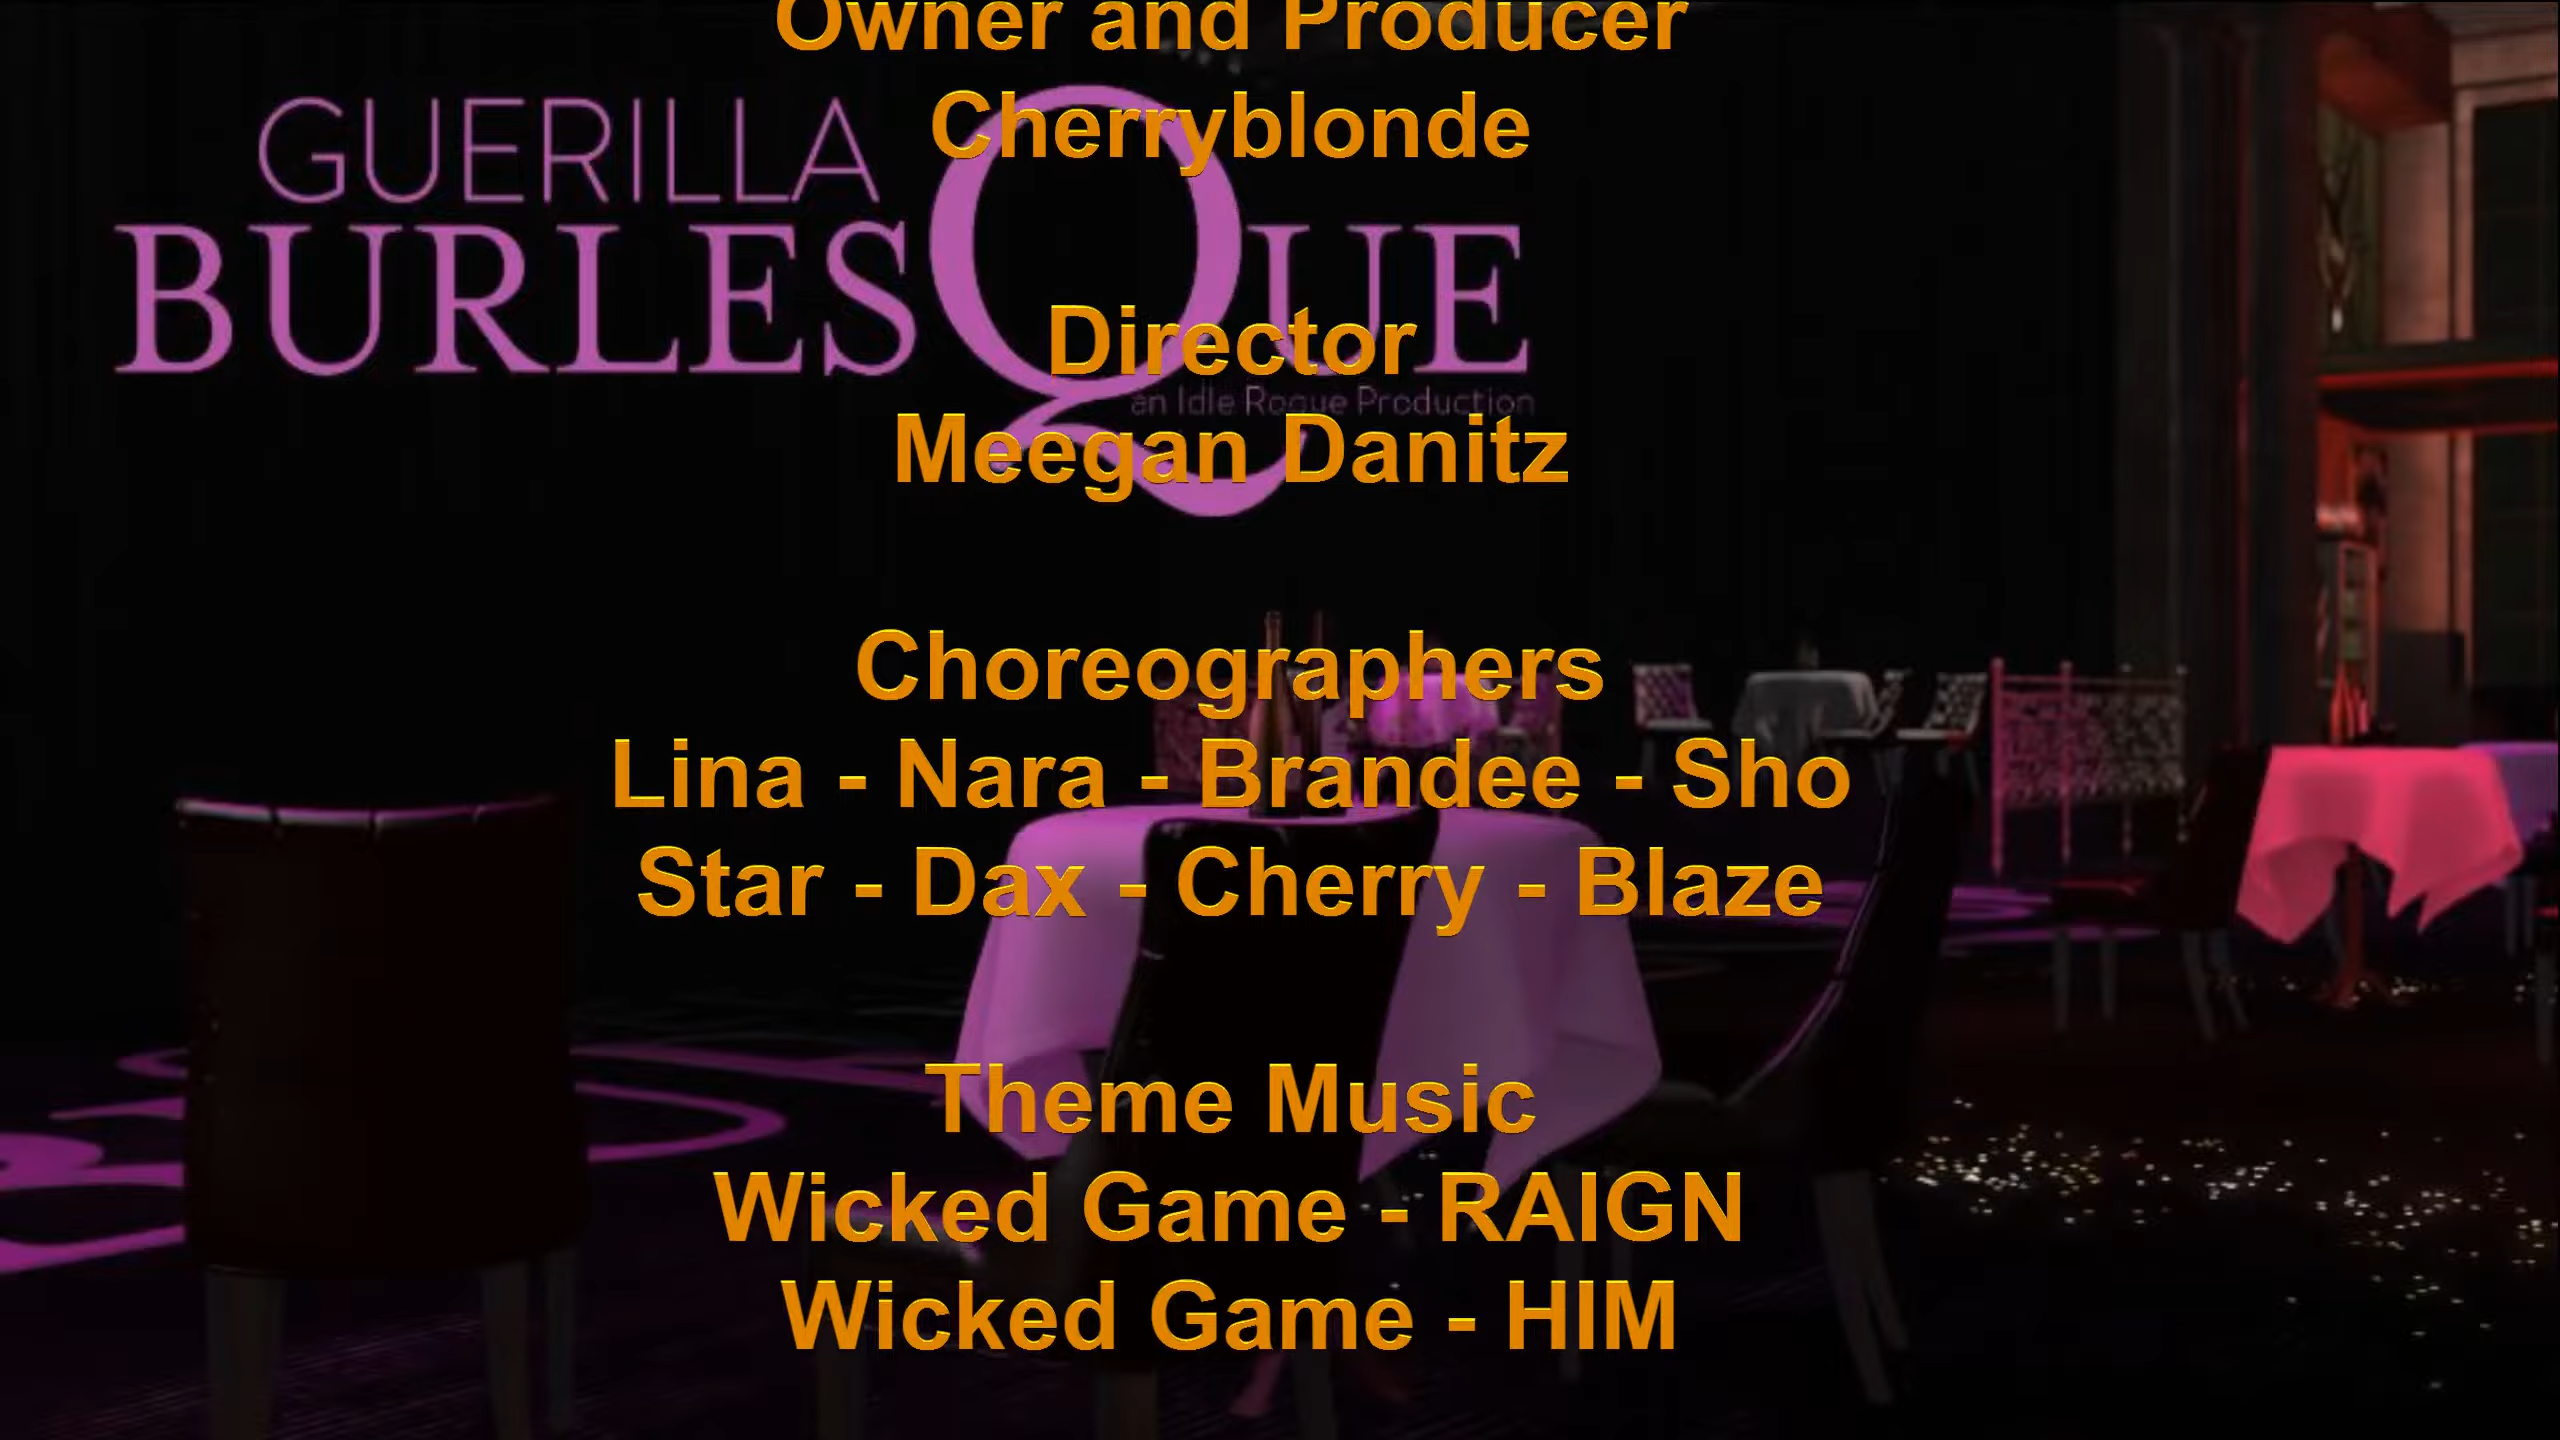 Owner and Producer
Cherryblonde
GUERILLA
BURLESQUE
an Idle Rogue Production
Director
Meegan Danitz
Choreographers
Lina - Nara - Brandee - Sho
Star - Dax - Cherry - Blaze
Theme Music
Wicked Game - RAIGN
Wicked Game - HIM